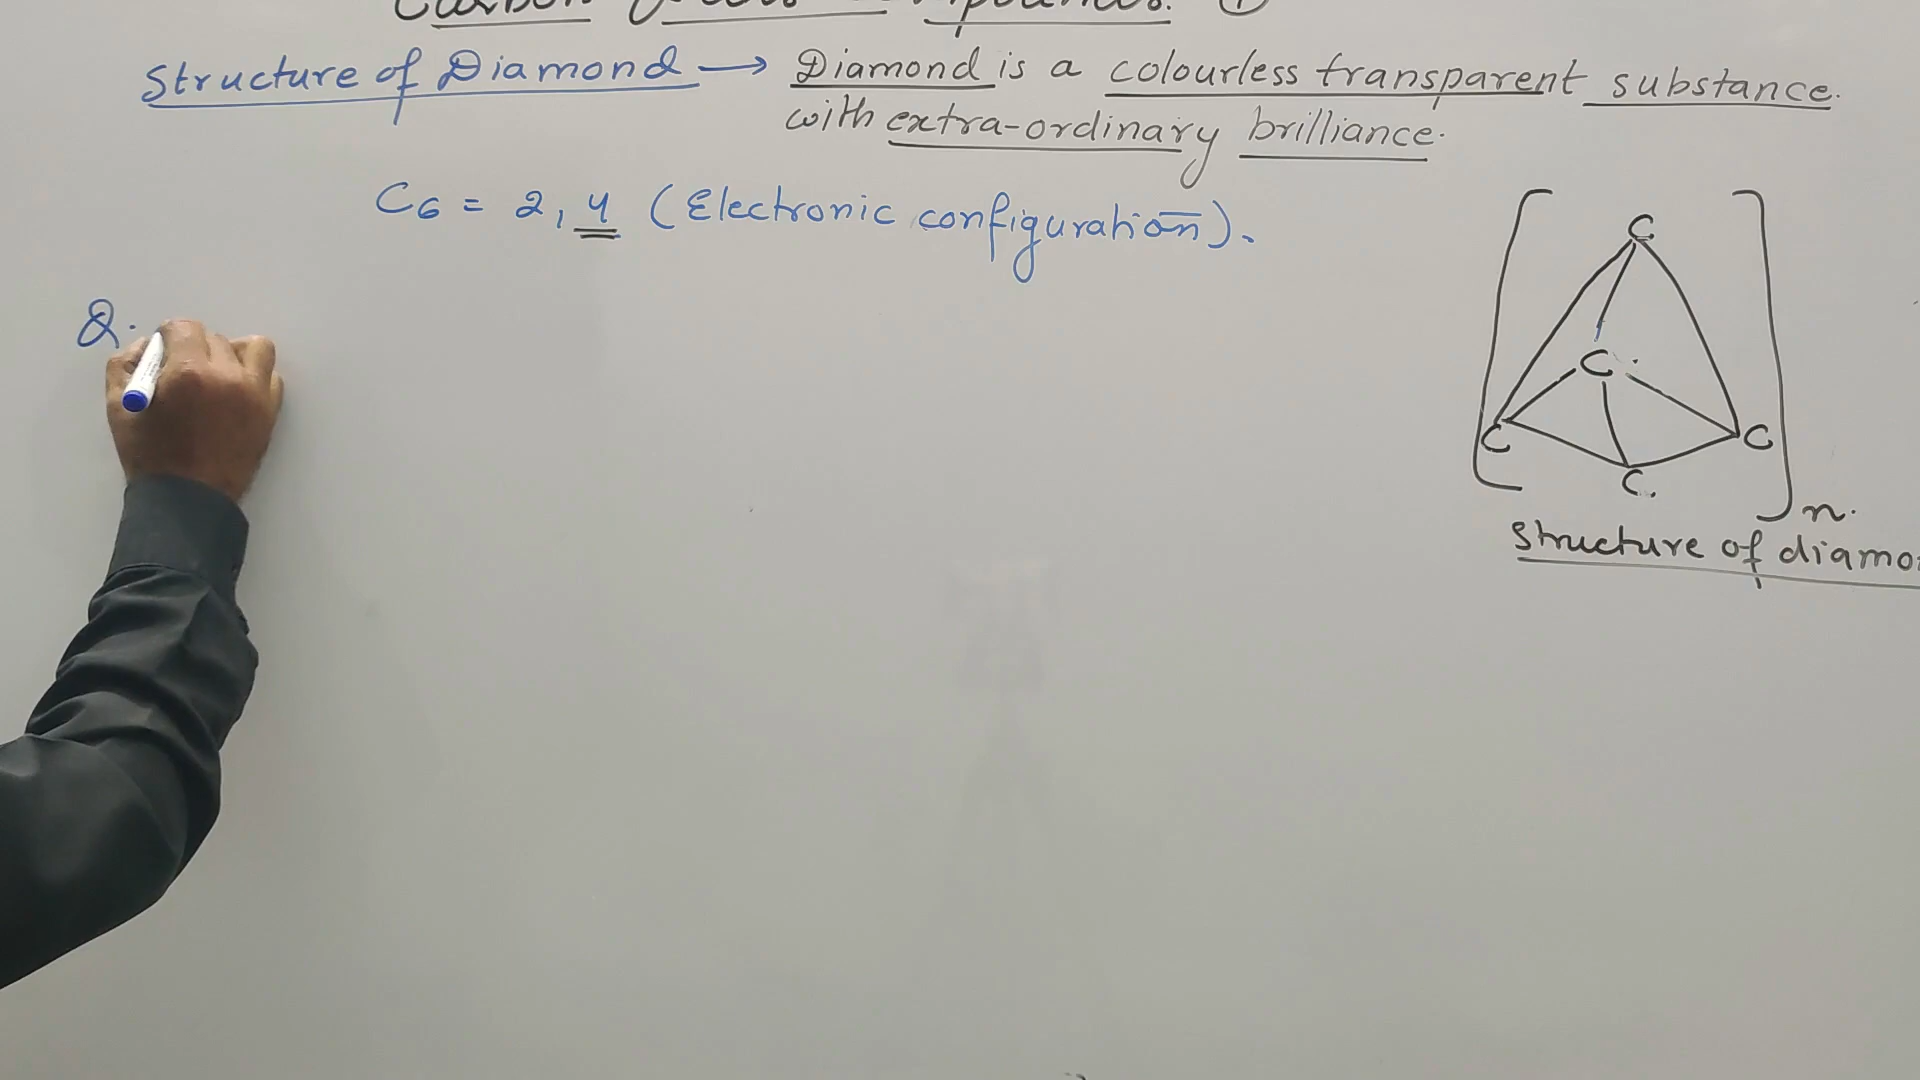 Carbon
Structure of Diamond → Diamond is a colourless transparent substance.
with extra-ordinary brilliance.
C6 = 2, 4 (Electronic configuration).
C
C
C
C
C
n.
Structure of diamo
Q.